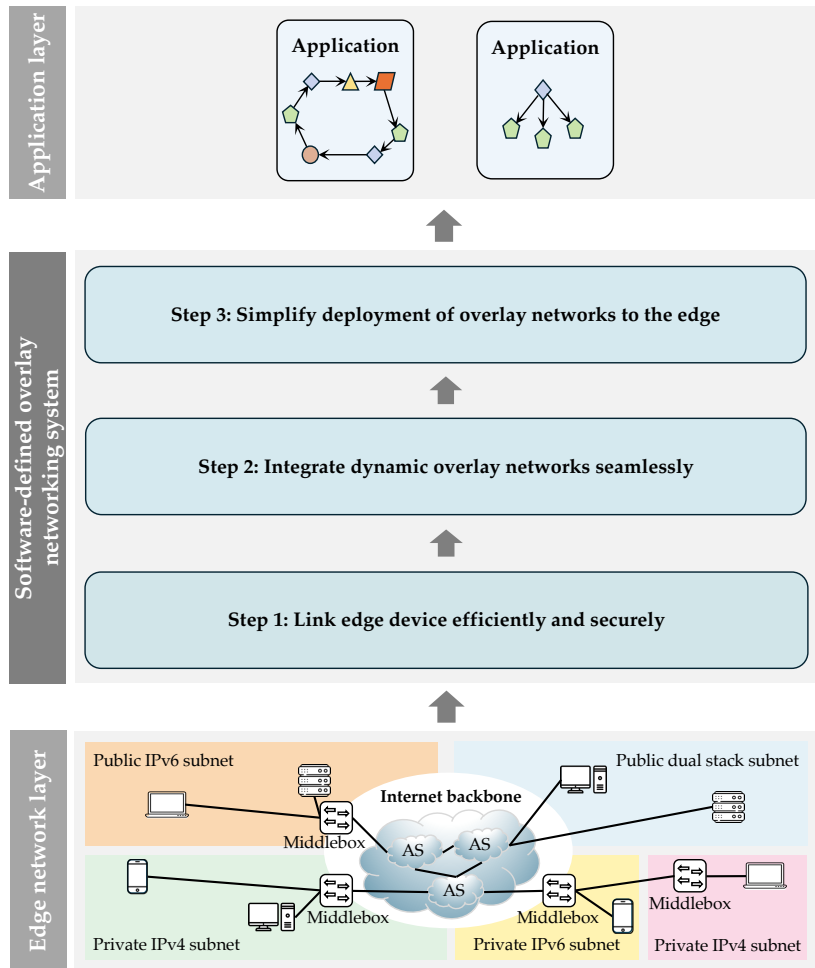 Application layer
Application
Application
Software-defined overlay
networking system
Step 3: Simplify deployment of overlay networks to the edge
Step 2: Integrate dynamic overlay networks seamlessly
Step 1: Link edge device efficiently and securely
Edge network layer
Public IPv6 subnet
Public dual stack subnet
Internet backbone
Middlebox
AS
AS
AS
Middlebox
Middlebox
Middlebox
Private IPv4 subnet
Private IPv6 subnet
Private IPv4 subnet